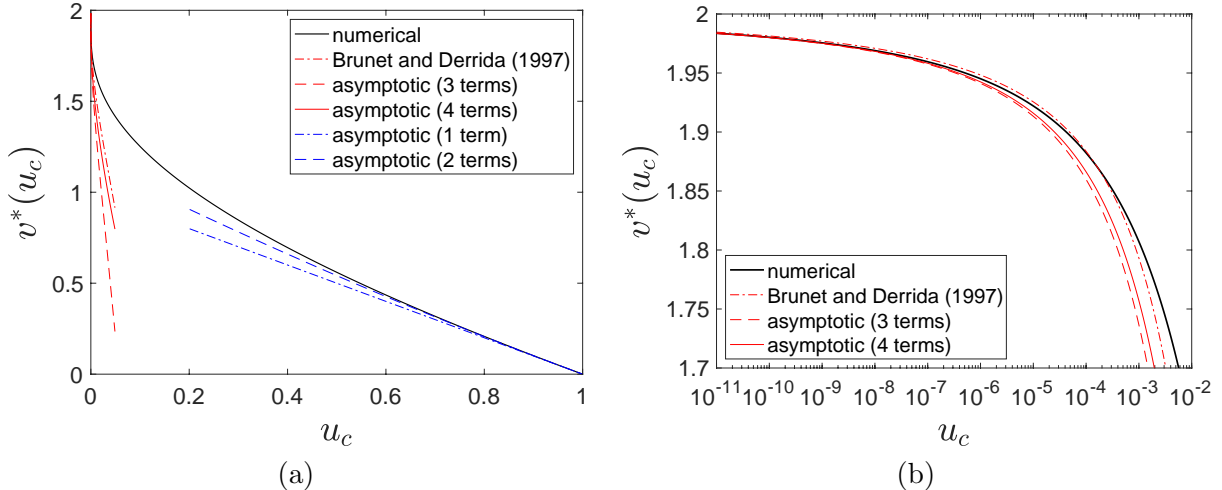 2
1.5
1
0.5
0
v*(u_c)
numerical
Brunet and Derrida (1997)
asymptotic (3 terms)
asymptotic (4 terms)
asymptotic (1 term)
asymptotic (2 terms)
0 0.2 0.4 0.6 0.8 1
u_c
(a)
2
1.95
1.9
1.85
1.8
1.75
1.7
v*(u_c)
numerical
Brunet and Derrida (1997)
asymptotic (3 terms)
asymptotic (4 terms)
10^-11 10^-10 10^-9 10^-8 10^-7 10^-6 10^-5 10^-4 10^-3 10^-2
u_c
(b)